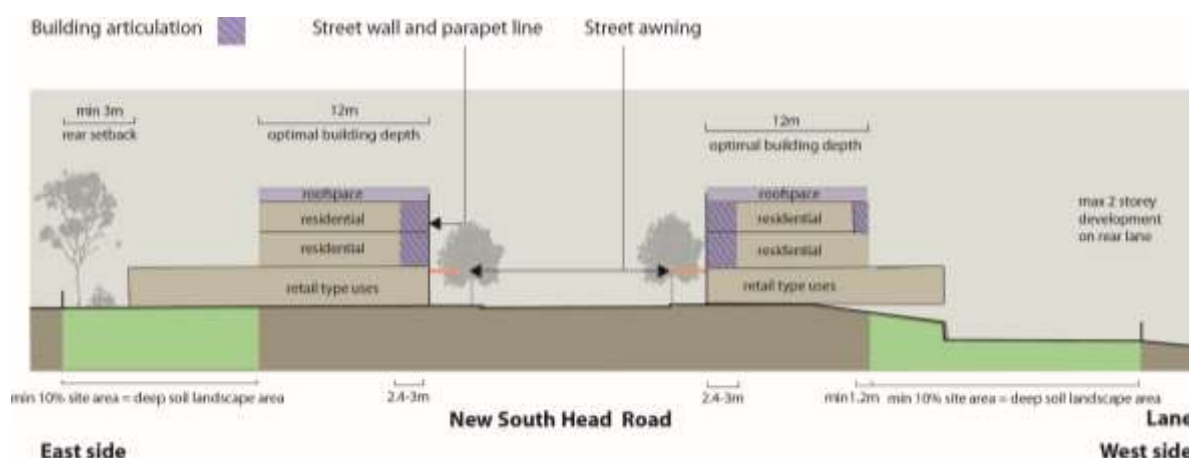 Building articulation
Street wall and parapet line
Street awning
min 3m
rear setback
12m
optimal building depth
12m
optimal building depth
roofspace
residential
residential
retail type uses
roofspace
residential
residential
retail type uses
max 2 storey
development
on rear lane
min 10% site area = deep soil landscape area
2.4-3m
2.4-3m
min1.2m
min 10% site area = deep soil landscape area
New South Head Road
Lane
East side
West side